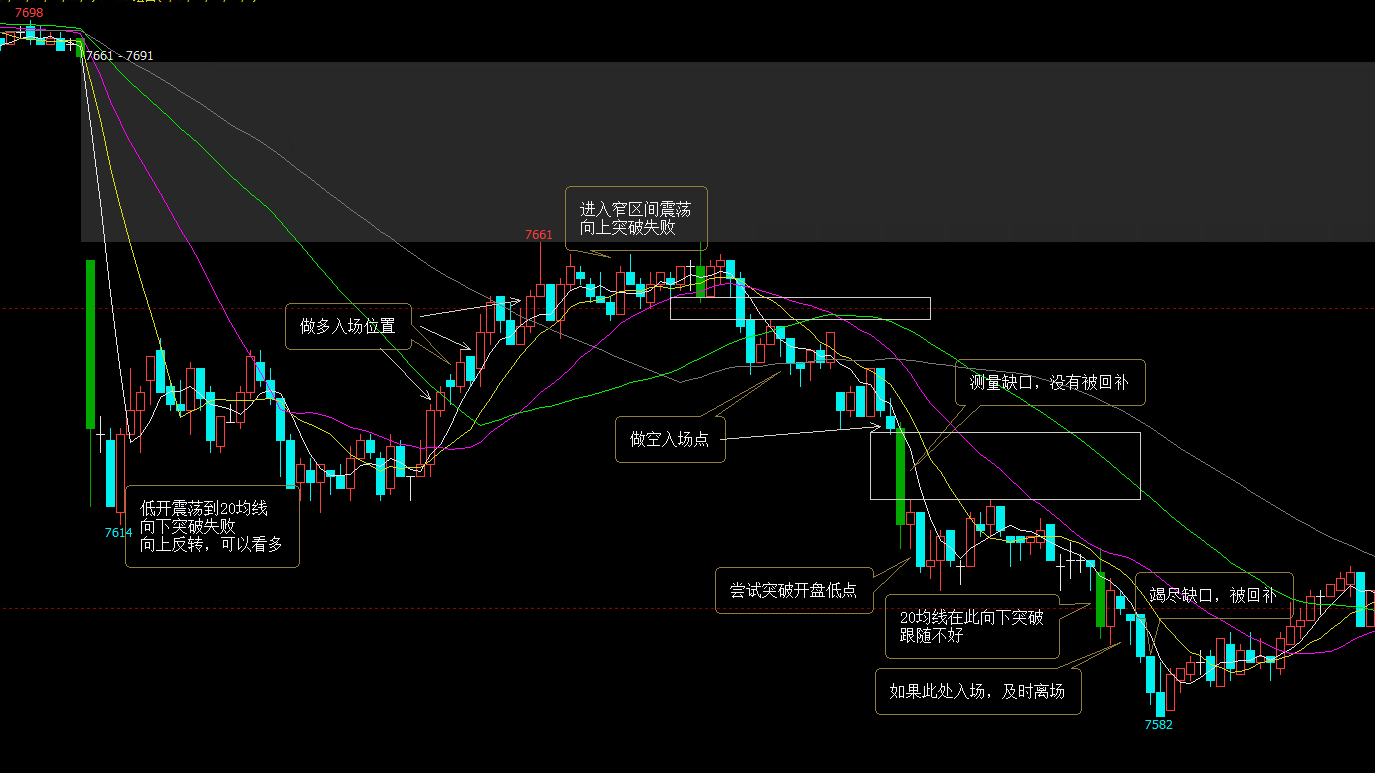 7698
7661 - 7691
进入窄区间震荡
向上突破失败
7661
做多入场位置
测量缺口，没有被回补
做空入场点
低开震荡到20均线
向下突破失败
向上反转，可以看多
7614
尝试突破开盘低点
竭尽缺口，被回补
20均线在此向下突破
跟随不好
如果此处入场，及时离场
7582